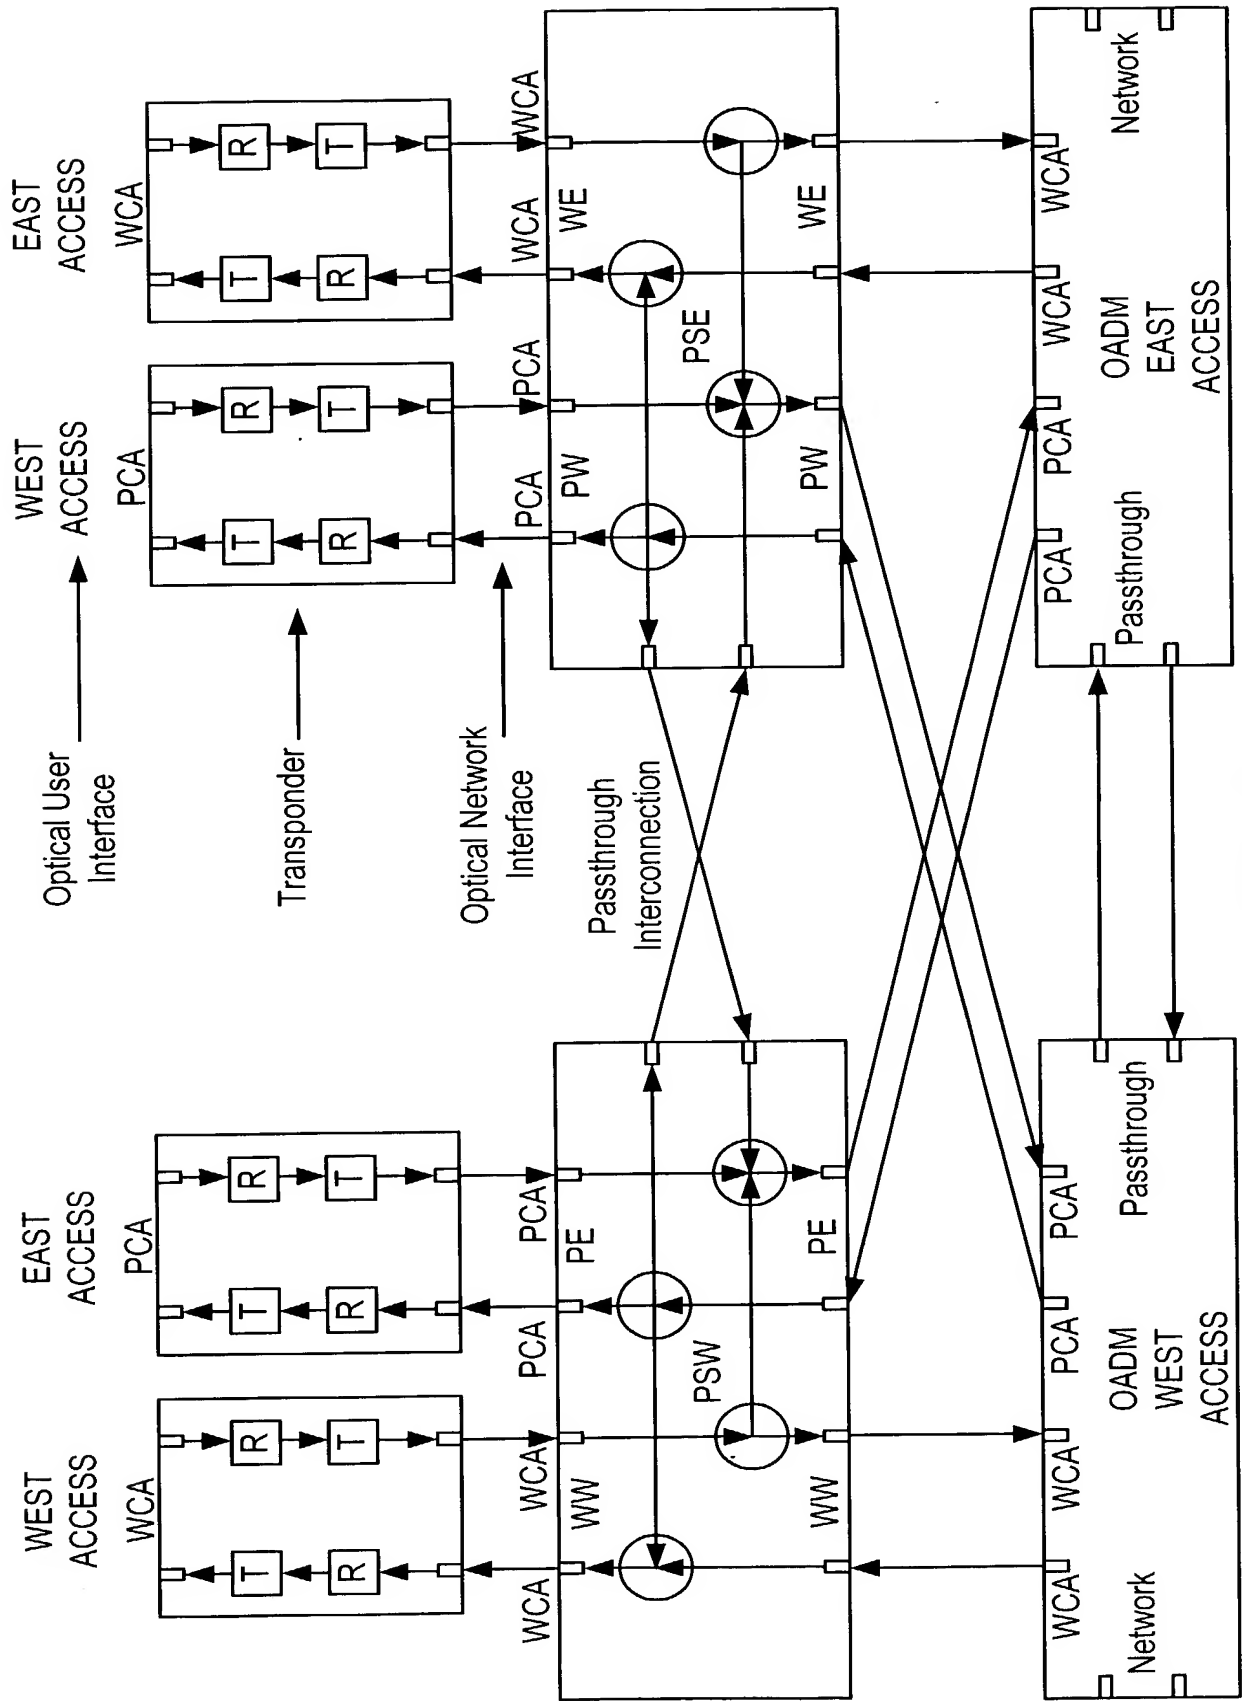 WEST
ACCESS
EAST
ACCESS
Optical User
Interface
WEST
ACCESS
EAST
ACCESS
WCA
PCA
PCA
WCA
T
R
T
R
Transponder
T
R
T
R
R
T
R
T
R
T
R
T
Optical Network
Interface
WCA
WCA
PCA
PCA
PCA
PCA
WCA
WCA
WW
PE
Passthrough
Interconnection
PW
WE
PSW
PSE
WW
PE
PW
WE
WCA
WCA
PCA
PCA
PCA
PCA
WCA
WCA
Network
OADM
WEST
ACCESS
Passthrough
Passthrough
OADM
EAST
ACCESS
Network